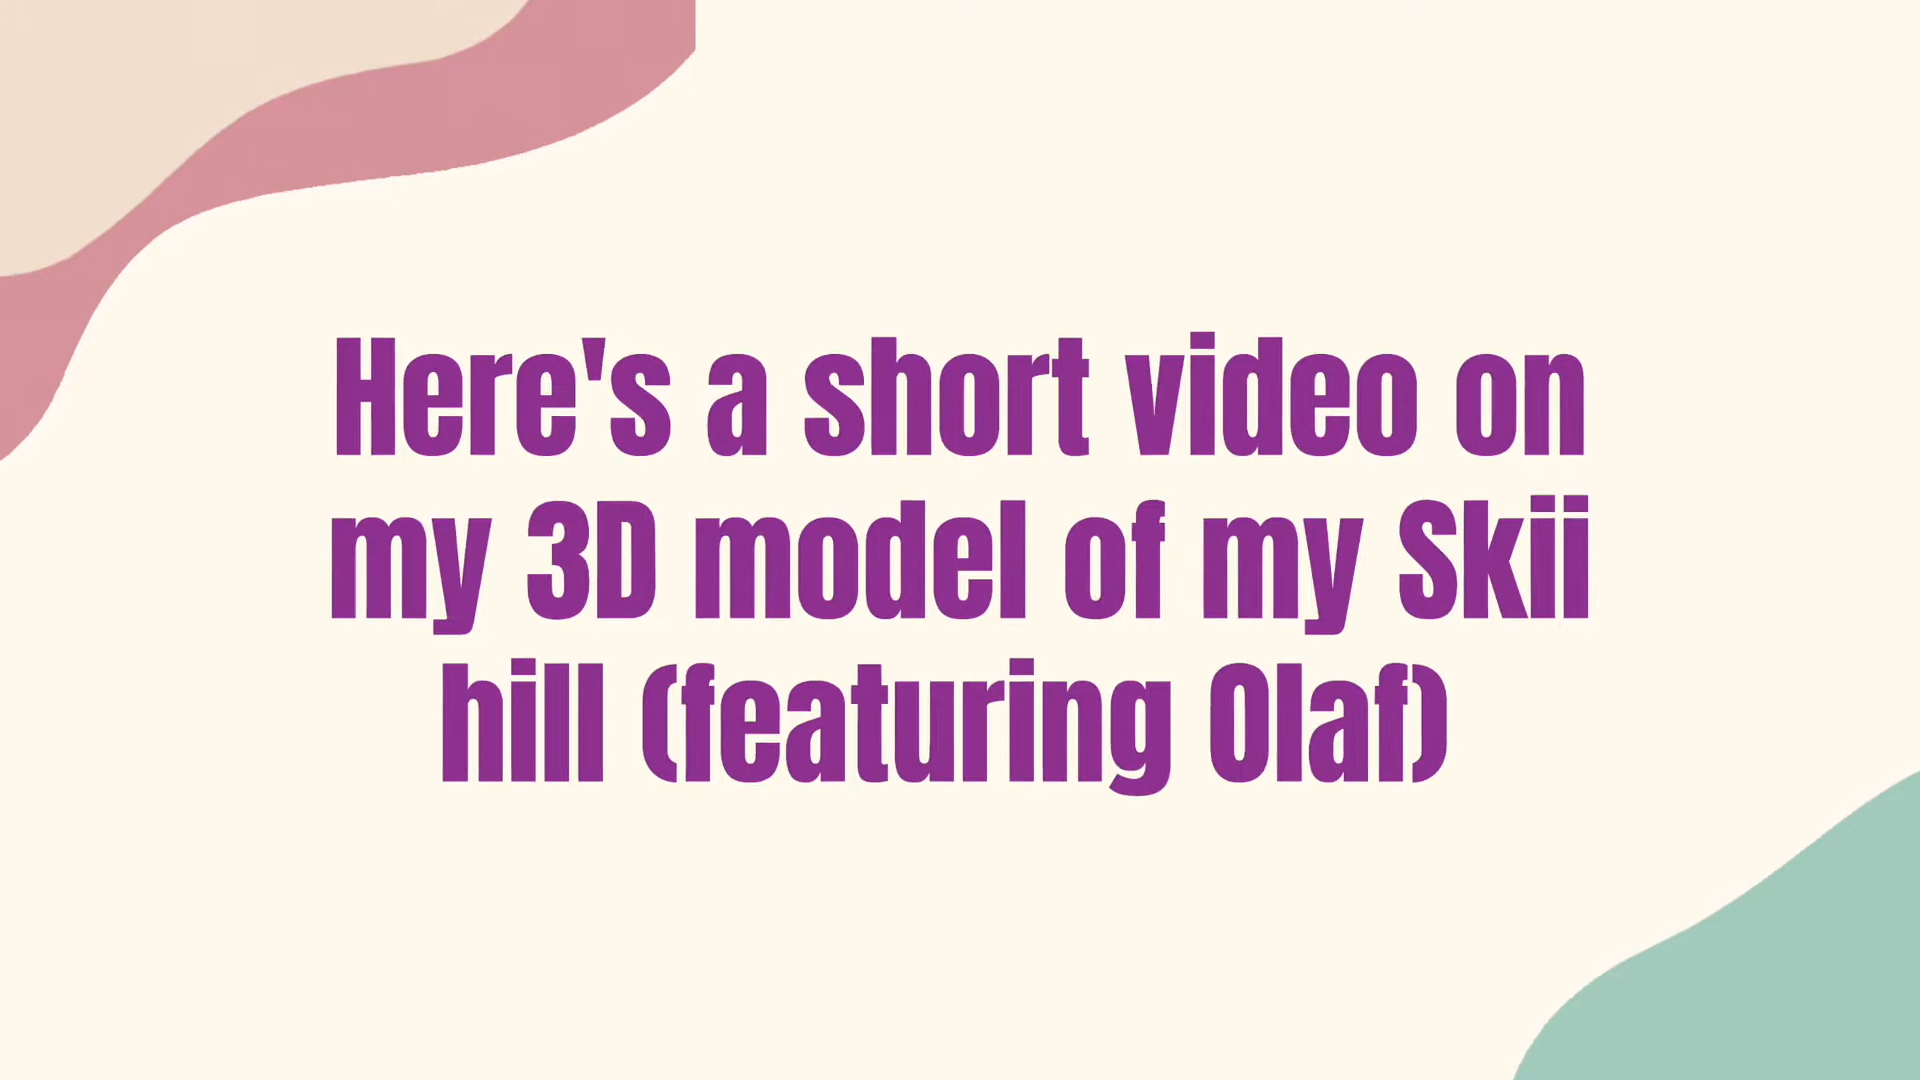 Here's a short video on
my 3D model of my Skii
hill (featuring Olaf)